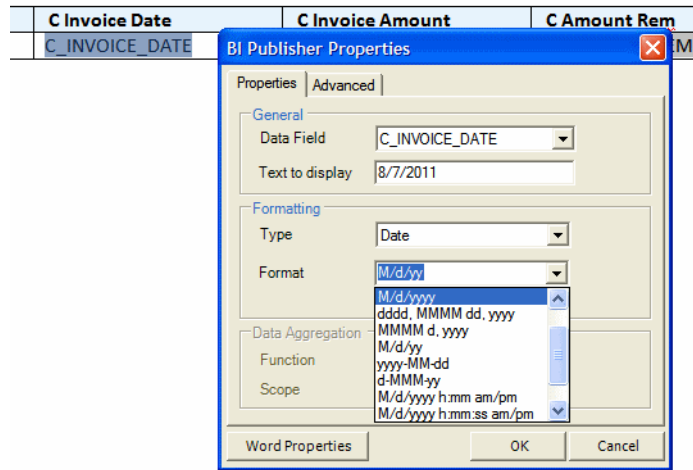 C Invoice Date C Invoice Amount C Amount Rem
C_INVOICE_DATE EM
BI Publisher Properties
Properties Advanced
General
Data Field C_INVOICE_DATE
Text to display 8/7/2011
Formatting
Type Date
Format M/d/yy
M/d/yyyy
dddd, MMMM dd, yyyy
MMMM d, yyyy
M/d/yy
yyyy-MM-dd
d-MMM-yy
M/d/yyyy h:mm am/pm
M/d/yyyy h:mm:ss am/pm
Data Aggregation
Function
Scope
Word Properties OK Cancel